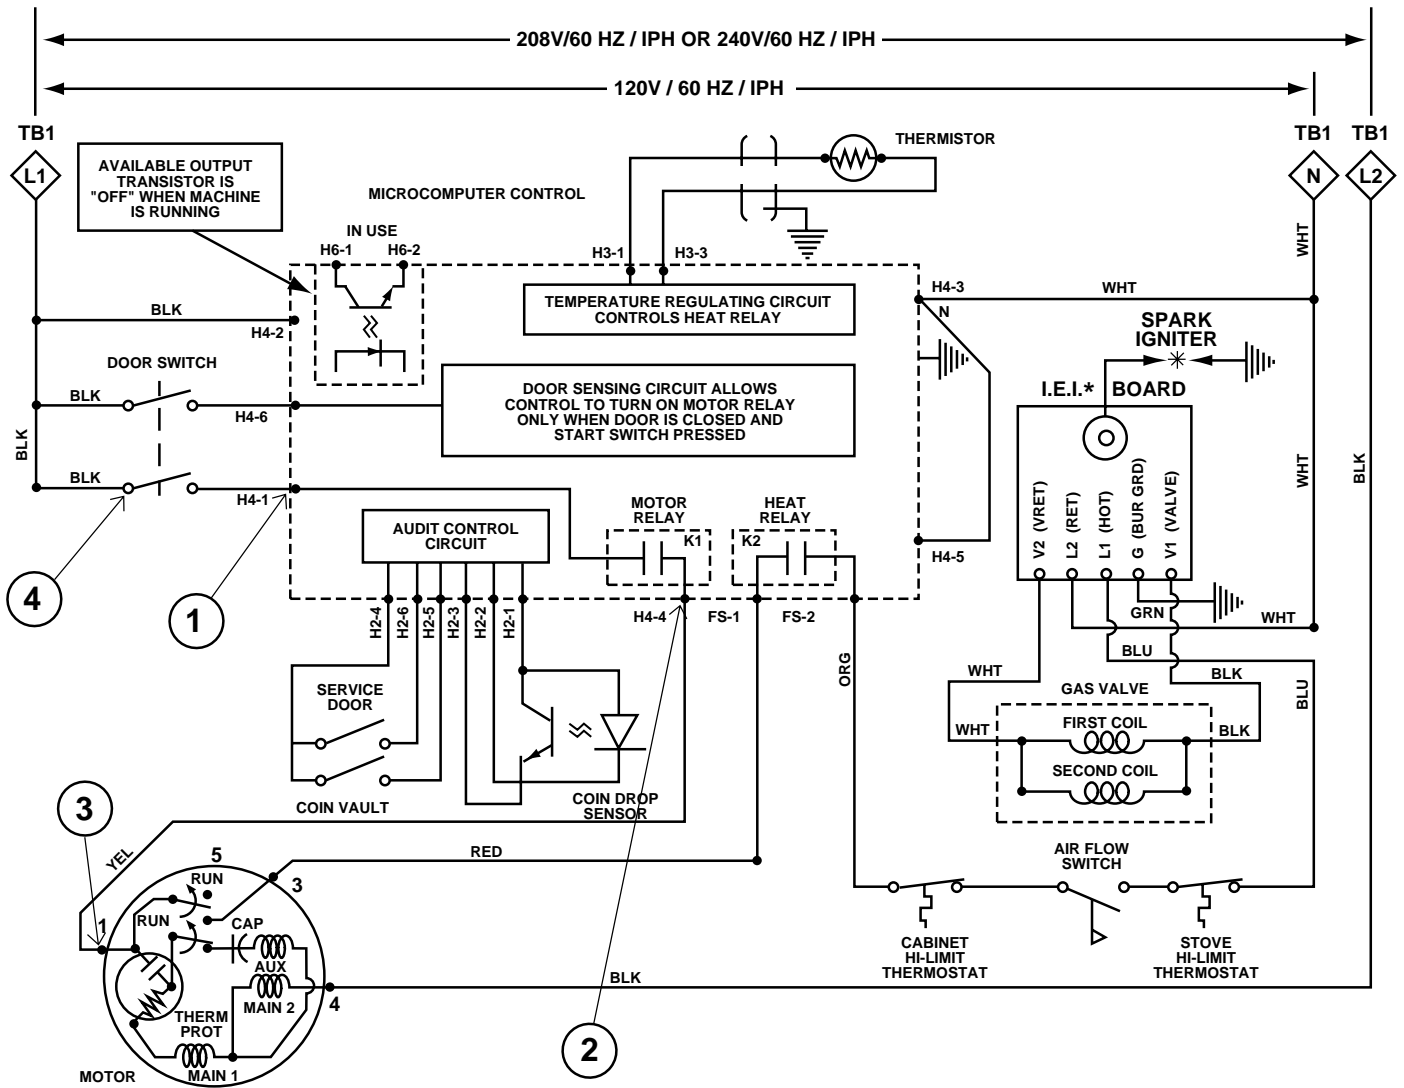 208V/60 HZ / IPH OR 240V/60 HZ / IPH
120V / 60 HZ / IPH
TB1
TB1
TB1
L1
N
L2
AVAILABLE OUTPUT
TRANSISTOR IS
"OFF" WHEN MACHINE
IS RUNNING
MICROCOMPUTER CONTROL
THERMISTOR
IN USE
H6-1
H6-2
H3-1
H3-3
WHT
BLK
H4-2
TEMPERATURE REGULATING CIRCUIT
CONTROLS HEAT RELAY
H4-3
N
WHT
SPARK
IGNITER
DOOR SWITCH
BLK
H4-6
DOOR SENSING CIRCUIT ALLOWS
CONTROL TO TURN ON MOTOR RELAY
ONLY WHEN DOOR IS CLOSED AND
START SWITCH PRESSED
I.E.I.* BOARD
BLK
BLK
H4-1
V2 (VRET)
L2 (RET)
L1 (HOT)
G (BUR GRD)
V1 (VALVE)
WHT
BLK
MOTOR
RELAY
K1
HEAT
RELAY
K2
AUDIT CONTROL
CIRCUIT
H4-5
4
1
H2-4
H2-6
H2-5
H2-3
H2-2
H2-1
H4-4
FS-1
FS-2
GRN
WHT
ORG
BLU
BLU
WHT
BLK
GAS VALVE
SERVICE
DOOR
WHT
FIRST COIL
BLK
SECOND COIL
COIN VAULT
COIN DROP
SENSOR
3
YEL
RED
AIR FLOW
SWITCH
5
RUN
3
1
RUN
CAP
AUX
MAIN 2
THERM
PROT
MAIN 1
4
BLK
CABINET
HI-LIMIT
THERMOSTAT
STOVE
HI-LIMIT
THERMOSTAT
2
MOTOR